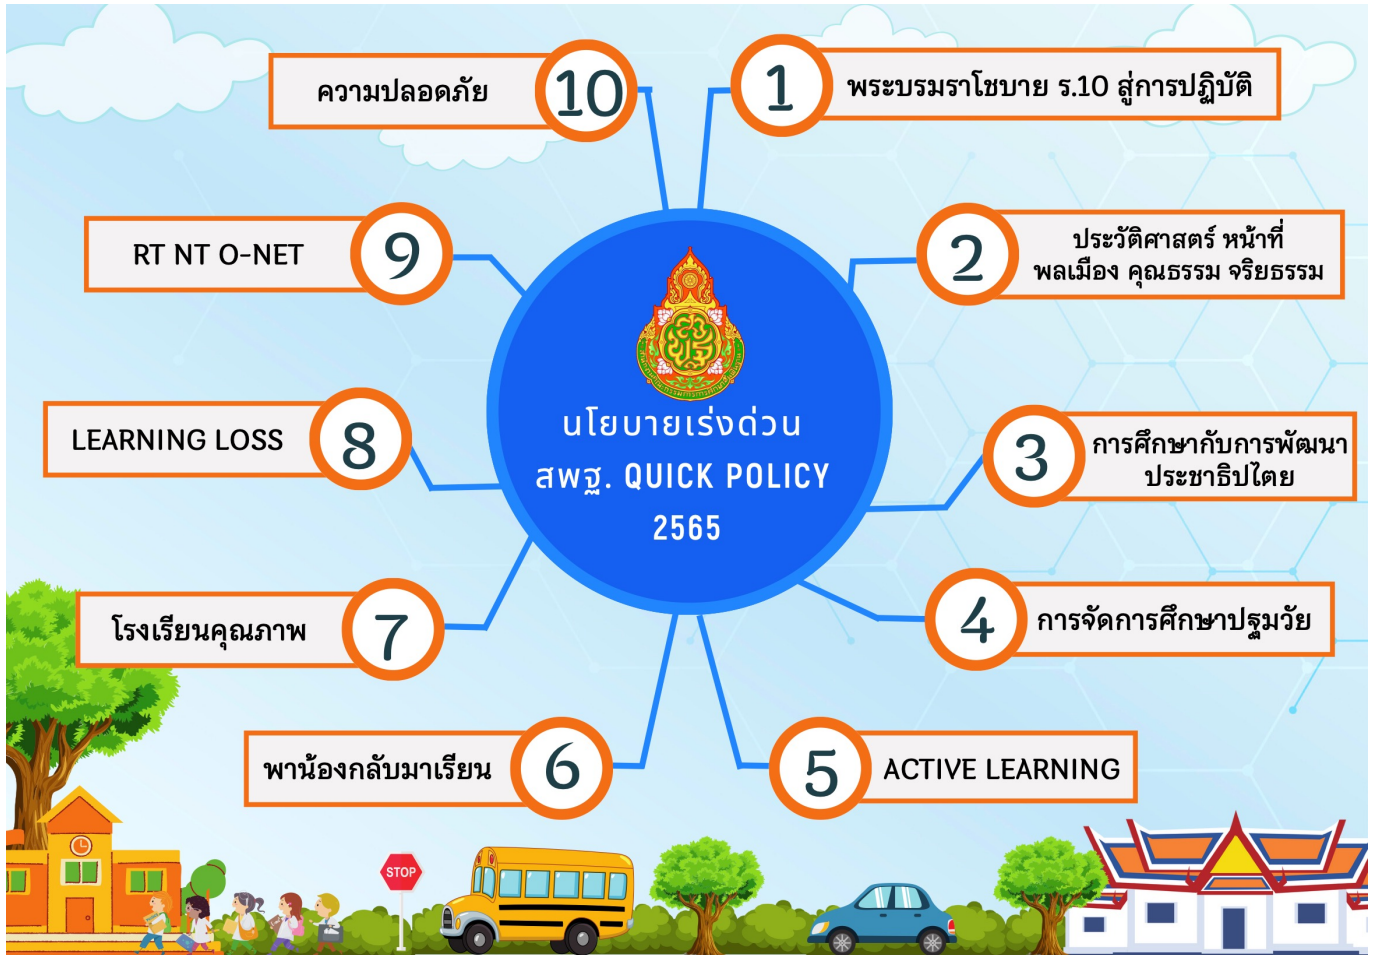 นโยบายเร่งด่วน
สพฐ. QUICK POLICY
2565
1
พระบรมราโชบาย ร.10 สู่การปฏิบัติ
2
ประวัติศาสตร์ หน้าที่
พลเมือง คุณธรรม จริยธรรม
3
การศึกษากับการพัฒนา
ประชาธิปไตย
4
การจัดการศึกษาปฐมวัย
5
ACTIVE LEARNING
6
พาน้องกลับมาเรียน
7
โรงเรียนคุณภาพ
8
LEARNING LOSS
9
RT NT O-NET
10
ความปลอดภัย
STOP